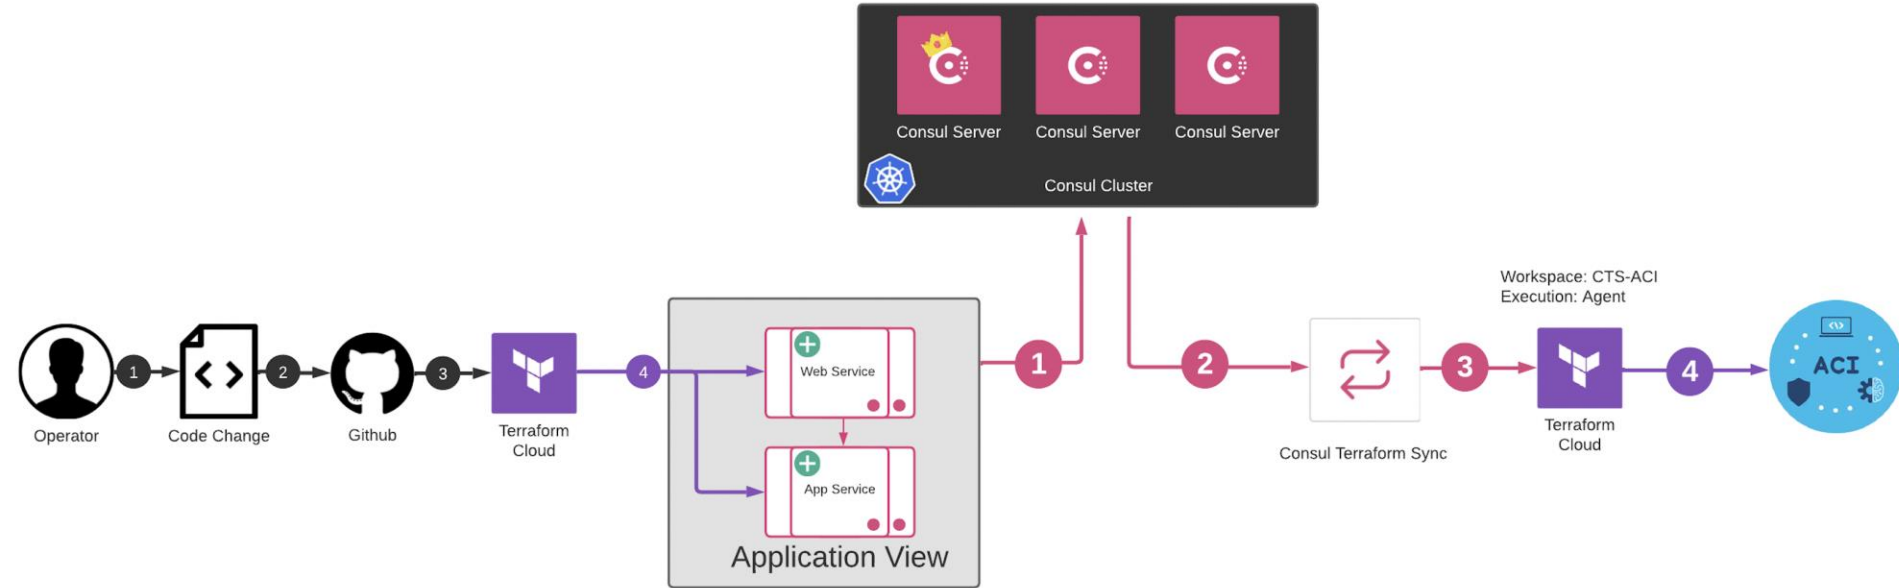 Consul Server
Consul Server
Consul Server
Consul Cluster
Workspace: CTS-ACI
Execution: Agent
1
2
3
4
Operator
Code Change
Github
Terraform
Cloud
Web Service
App Service
Application View
1
2
3
4
Consul Terraform Sync
Terraform
Cloud
ACI